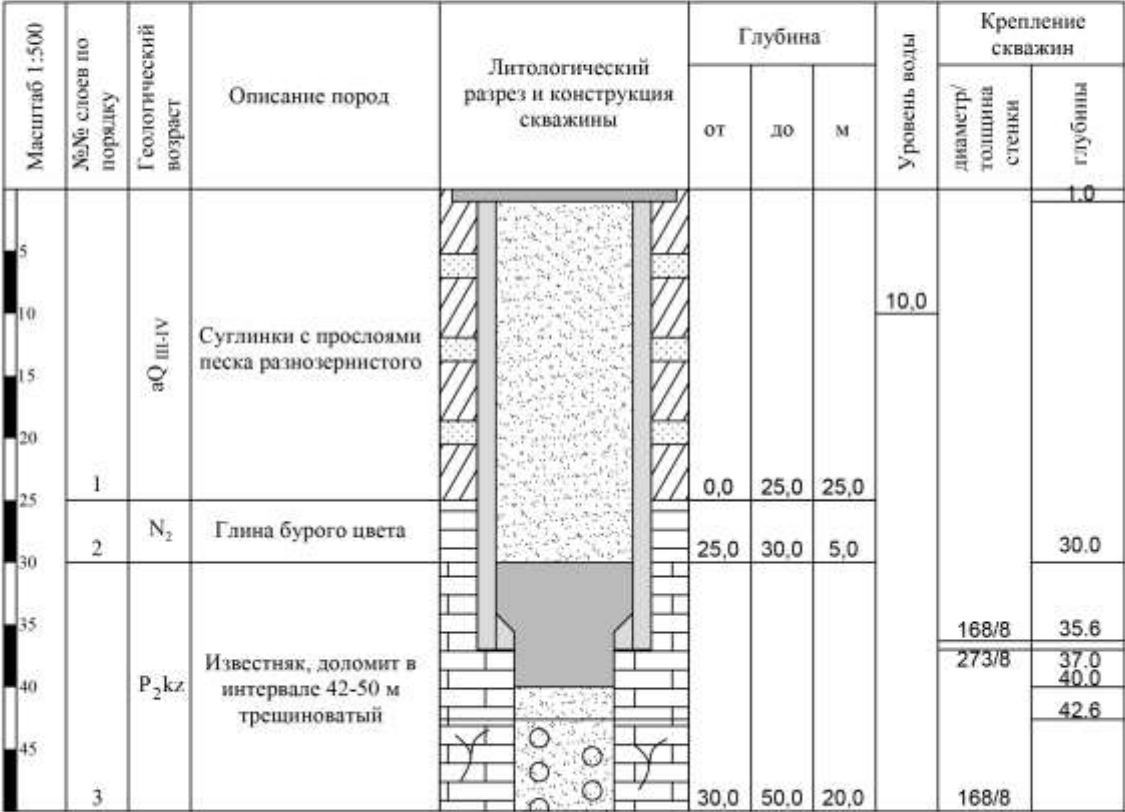 Масштаб 1:500
№№ слоев по
порядку
Геологический
возраст
Описание пород
Литологический
разрез и конструкция
скважины
Глубина
от
до
м
Уровень воды
Крепление
скважин
диаметр/
толщина
стенки
глубины
1.0
5
10
10,0
aQ III-IV
Суглинки с прослоями
песка разнозернистого
15
20
1
0,0 25,0 25,0
25
N2
Глина бурого цвета
2
25,0 30,0 5,0
30.0
30
35
168/8 35.6
273/8 37.0
P2kz
Известняк, доломит в
интервале 42-50 м
трещиноватый
40
40.0
42.6
45
3
30,0 50,0 20,0
168/8